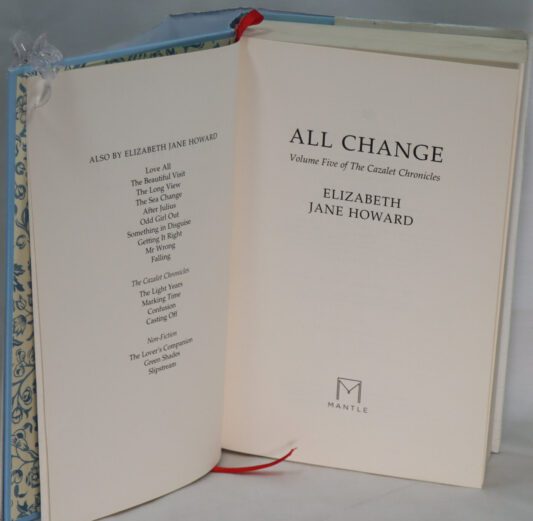 ALSO BY ELIZABETH JANE HOWARD
Love All
The Beautiful Visit
The Long View
The Sea Change
After Julius
Odd Girl Out
Something in Disguise
Getting It Right
Mr Wrong
Falling
The Cazalet Chronicles
The Light Years
Marking Time
Confusion
Casting Off
Non-Fiction
The Lover's Companion
Green Shades
Slipstream
ALL CHANGE
Volume Five of The Cazalet Chronicles
ELIZABETH
JANE HOWARD
MANTLE